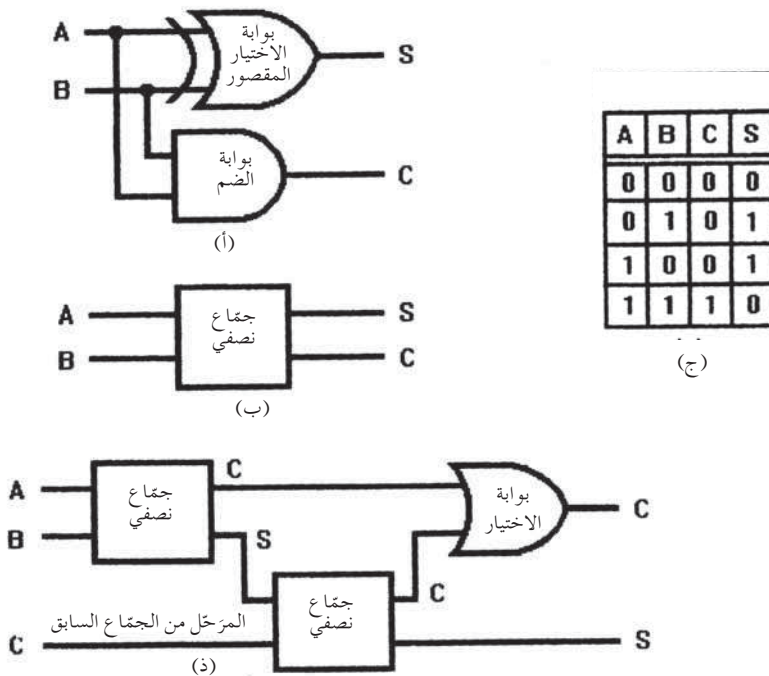 A
بوابة
الاختيار
المقصور
S
B
بوابة
الضم
C
(أ)
A B C S
0 0 0 0
0 1 0 1
1 0 0 1
1 1 1 0
(ج)
A
جمّاع
نصفي
S
B
C
(ب)
A
جمّاع
نصفي
C
بوابة
الاختيار
C
B
S
جمّاع
نصفي
C
المرَحّل من الجمّاع السابق
C
S
(ذ)